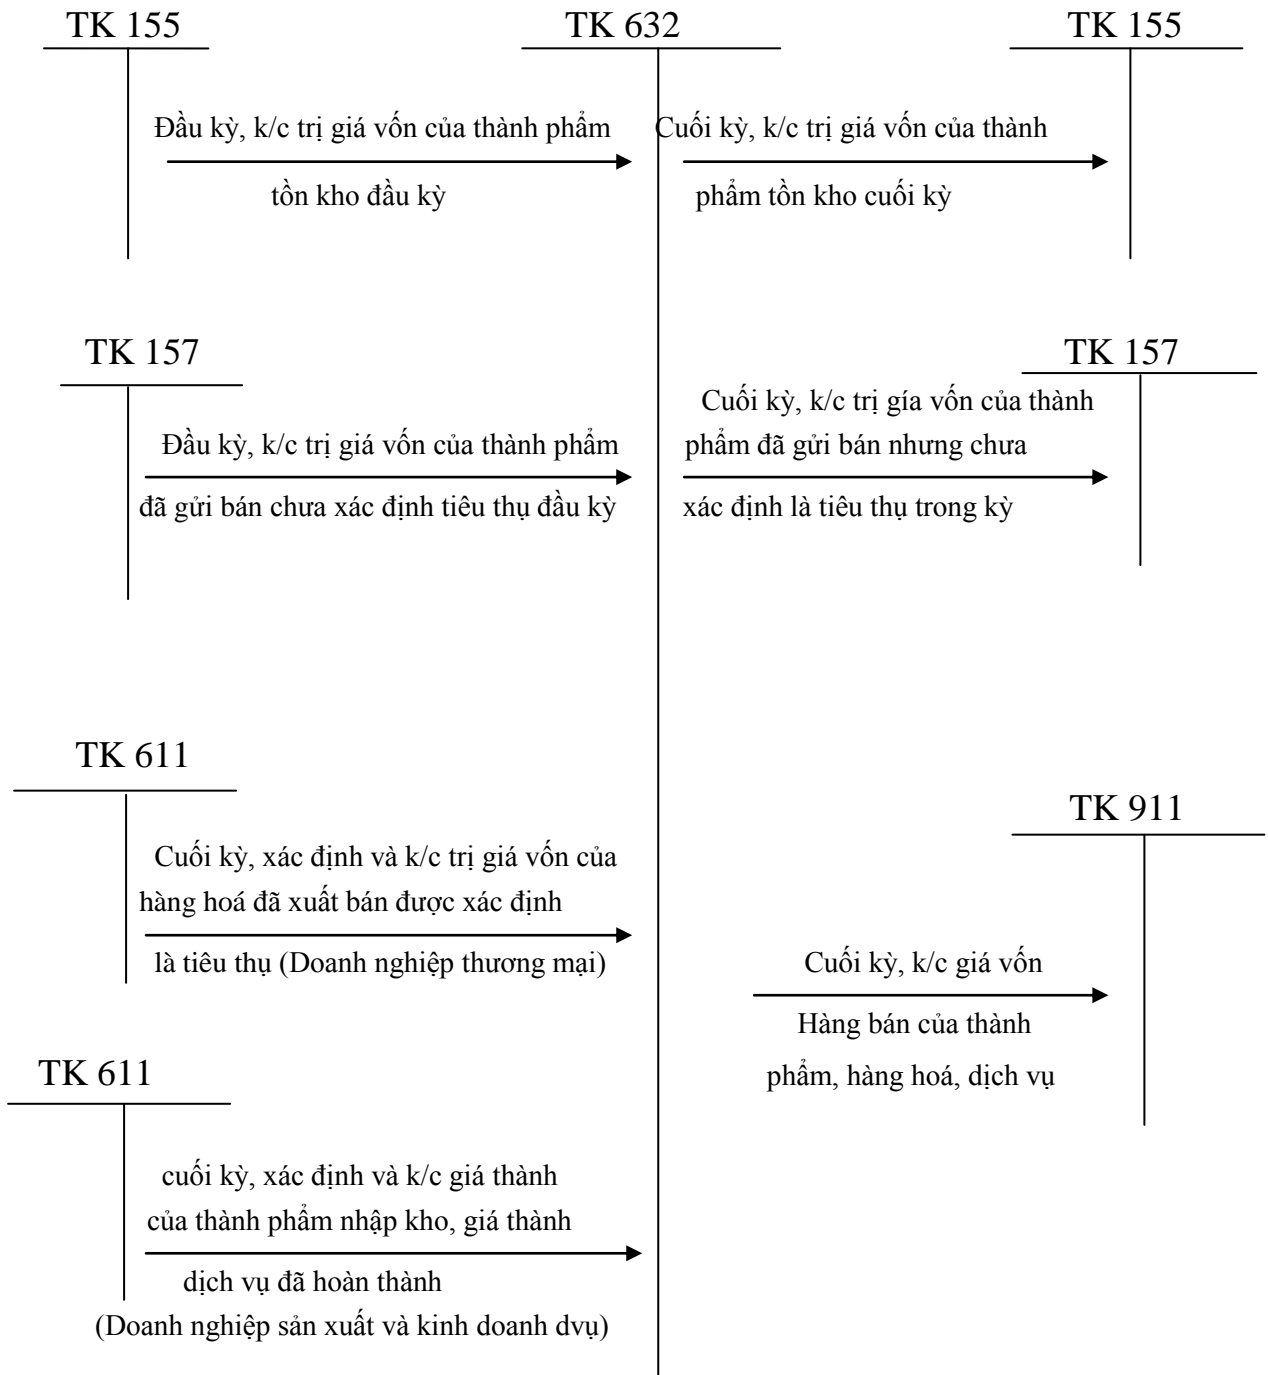 TK 155
TK 632
TK 155
Đầu kỳ, k/c trị giá vốn của thành phẩm
tồn kho đầu kỳ
Cuối kỳ, k/c trị giá vốn của thành
phẩm tồn kho cuối kỳ
TK 157
TK 157
Đầu kỳ, k/c trị giá vốn của thành phẩm
đã gửi bán chưa xác định tiêu thụ đầu kỳ
Cuối kỳ, k/c trị gía vốn của thành
phẩm đã gửi bán nhưng chưa
xác định là tiêu thụ trong kỳ
TK 611
Cuối kỳ, xác định và k/c trị giá vốn của
hàng hoá đã xuất bán được xác định
là tiêu thụ (Doanh nghiệp thương mại)
TK 911
Cuối kỳ, k/c giá vốn
Hàng bán của thành
phẩm, hàng hoá, dịch vụ
TK 611
cuối kỳ, xác định và k/c giá thành
của thành phẩm nhập kho, giá thành
dịch vụ đã hoàn thành
(Doanh nghiệp sản xuất và kinh doanh dvụ)